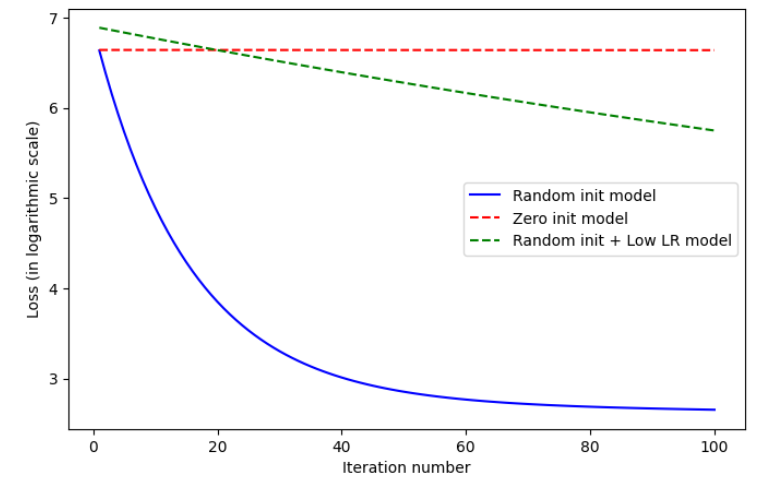 7
6
5
4
3
Loss (in logarithmic scale)
Random init model
Zero init model
Random init + Low LR model
0 20 40 60 80 100
Iteration number